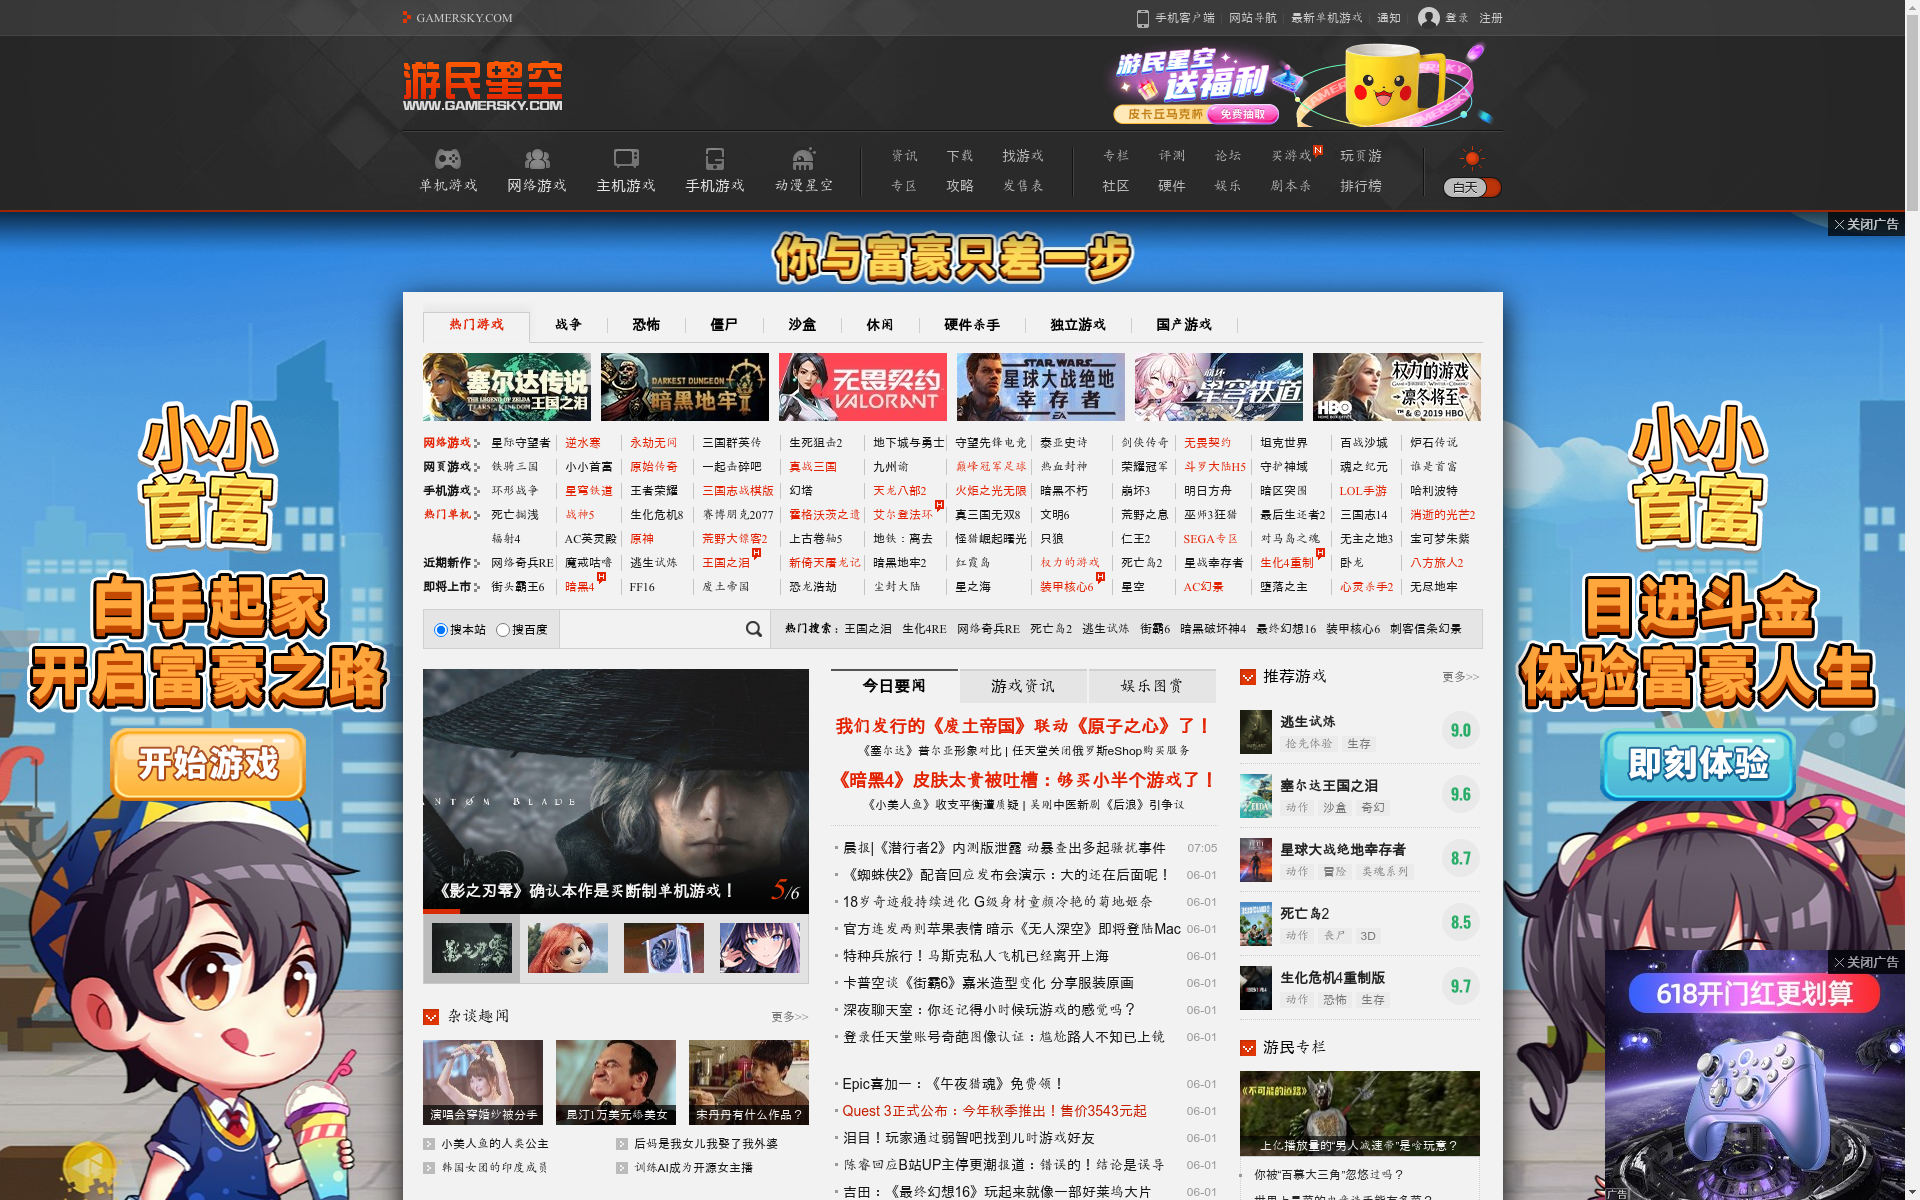 GAMERSKY.COM
手机客户端 网站导航 最新单机游戏 通知 登录 注册
游民星空
WWW.GAMERSKY.COM
游民星空
送福利
皮卡丘马克杯 免费抽取
单机游戏 网络游戏 主机游戏 手机游戏 动漫星空
资讯 下载 找游戏 专栏 评测 论坛 买游戏 玩页游
专区 攻略 发售表 社区 硬件 娱乐 剧本杀 排行榜
白天
关闭广告
你与富豪只差一步
热门游戏 战争 恐怖 僵尸 沙盒 休闲 硬件杀手 独立游戏 国产游戏
塞尔达传说 王国之泪
DARKEST DUNGEON 暗黑地牢
无畏契约 VALORANT
STAR WARS 星球大战绝地幸存者 EA
崩坏 星穹铁道
权力的游戏 凛冬将至 HBO ™ & © 2019 HBO
网络游戏 星际守望者 逆水寒 永劫无间 三国群英传 生死狙击2 地下城与勇士 守望先锋电竞 泰亚史诗 剑侠传奇 无畏契约 坦克世界 百战沙城 炉石传说
网页游戏 铁骑三国 小小首富 原始传奇 一起击碎吧 真战三国 九州谕 巅峰冠军足球 热血封神 荣耀冠军 斗罗大陆H5 守护神域 魂之纪元 谁是首富
手机游戏 环形战争 星穹铁道 王者荣耀 三国志战棋版 幻塔 天龙八部2 火炬之光无限 暗黑不朽 崩坏3 明日方舟 暗区突围 LOL手游 哈利波特
热门单机 死亡搁浅 战神5 生化危机8 赛博朋克2077 霍格沃茨之遗 艾尔登法环 真三国无双8 文明6 荒野之息 巫师3狂猎 最后生还者2 三国志14 消逝的光芒2
辐射4 AC英灵殿 原神 荒野大镖客2 上古卷轴5 地铁：离去 怪猎崛起曙光 只狼 仁王2 SEGA专区 对马岛之魂 无主之地3 宝可梦朱紫
近期新作 网络奇兵RE 魔戒咕噜 逃生试炼 王国之泪 新倚天屠龙记 暗黑地牢2 红霞岛 权力的游戏 死亡岛2 星战幸存者 生化4重制 卧龙 八方旅人2
即将上市 街头霸王6 暗黑4 FF16 废土帝国 恐龙浩劫 尘封大陆 星之海 装甲核心6 星空 AC幻景 堕落之主 心灵杀手2 无尽地牢
搜本站 搜百度
热门搜索：王国之泪 生化4RE 网络奇兵RE 死亡岛2 逃生试炼 街霸6 暗黑破坏神4 最终幻想16 装甲核心6 刺客信条幻景
小小
首富
白手起家
开启富豪之路
开始游戏
小小
首富
日进斗金
体验富豪人生
即刻体验
ANTOM BLADE
《影之刃零》确认本作是买断制单机游戏！ 5/6
今日要闻 游戏资讯 娱乐图赏
我们发行的《废土帝国》联动《原子之心》了！
《塞尔达》普尔亚形象对比 | 任天堂关闭俄罗斯eShop购买服务
《暗黑4》皮肤太贵被吐槽：够买小半个游戏了！
《小美人鱼》收支平衡遭质疑 | 吴刚中医新剧《后浪》引争议
晨报|《潜行者2》内测版泄露 动暴查出多起骚扰事件 07:05
《蜘蛛侠2》配音回应发布会演示：大的还在后面呢！ 06-01
18岁奇迹般持续进化 G级身材童颜冷艳的菊地姬奈 06-01
官方连发两则苹果表情 暗示《无人深空》即将登陆Mac 06-01
特种兵旅行！马斯克私人飞机已经离开上海 06-01
卡普空谈《街霸6》嘉米造型变化 分享服装原画 06-01
深夜聊天室：你还记得小时候玩游戏的感觉吗？ 06-01
登录任天堂账号奇葩图像认证：尴尬路人不知已上镜 06-01
Epic喜加一：《午夜猎魂》免费领！ 06-01
Quest 3正式公布：今年秋季推出！售价3543元起 06-01
泪目！玩家通过弱智吧找到儿时游戏好友 06-01
陈睿回应B站UP主停更潮报道：错误的！结论是误导 06-01
吉田：《最终幻想16》玩起来就像一部好莱坞大片 06-01
推荐游戏 更多>>
逃生试炼 9.0
抢先体验 生存
塞尔达王国之泪 9.6
动作 沙盒 奇幻
星球大战绝地幸存者 8.7
动作 冒险 类魂系列
死亡岛2 8.5
动作 丧尸 3D
生化危机4重制版 9.7
动作 恐怖 生存
杂谈趣闻 更多>>
演唱会穿婚纱被分手 昆汀1万美元舔美女 宋丹丹有什么作品？
小美人鱼的人类公主 后妈是我女儿我娶了我外婆
韩国女团的印度成员 训练AI成为开源女主播
游民专栏
《不可能的道路》
上亿播放量的“男人减速带”是啥玩意？
你被“百慕大三角”忽悠过吗？
关闭广告
618开门红更划算
广告